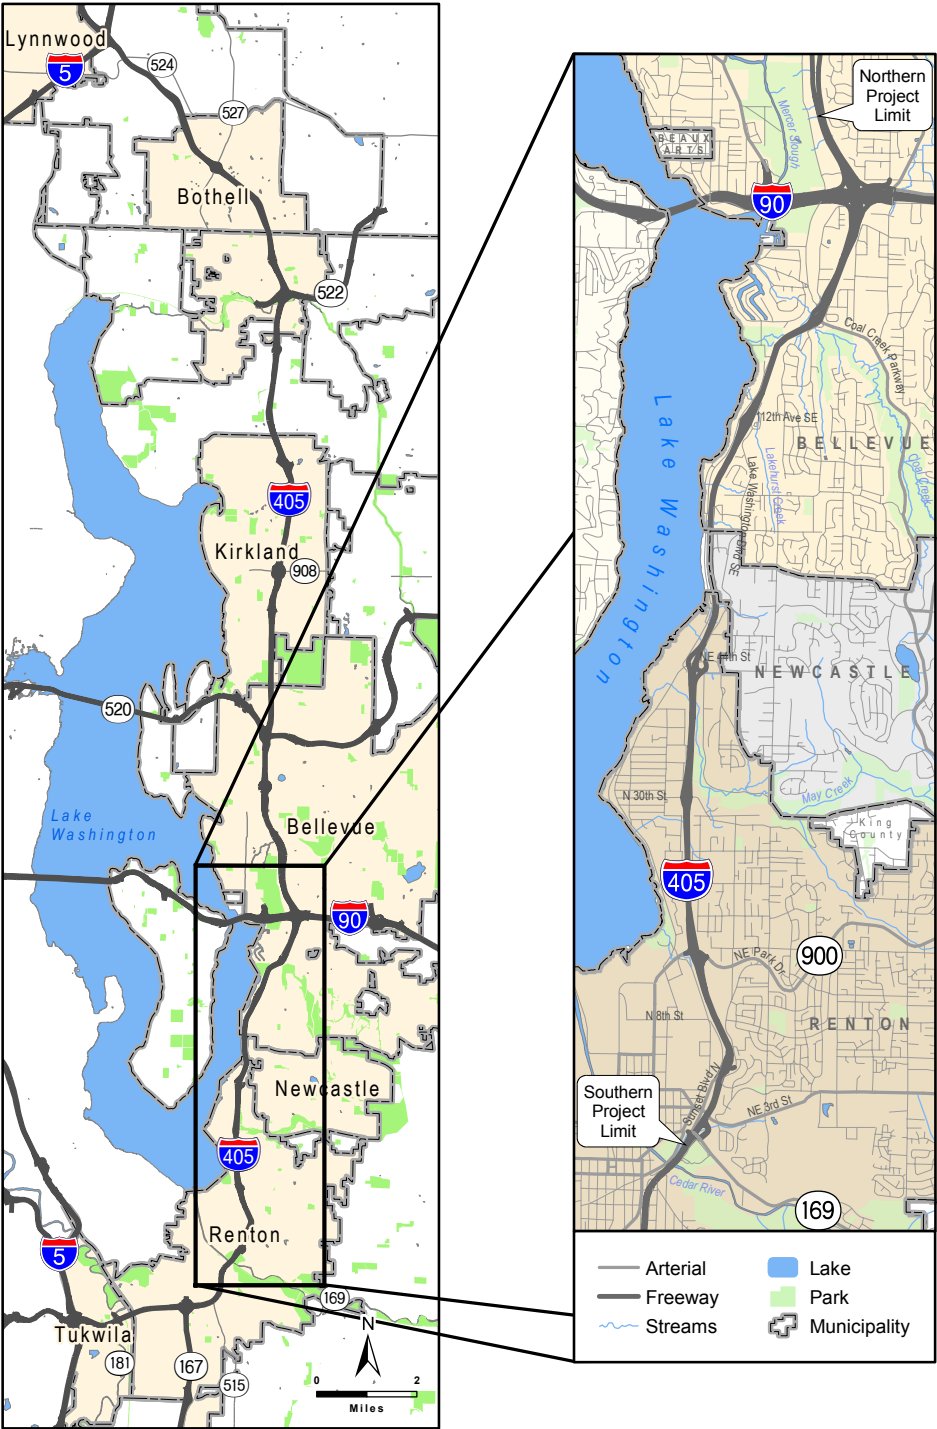 Lynnwood
5
524
527
Bothell
522
405
Kirkland
908
520
Lake
Washington
Bellevue
90
Newcastle
405
Renton
5
169
Tukwila
181
167
515
N
0 2
Miles
Northern
Project
Limit
Mercer Slough
BEAUX
ARTS
90
Coal Creek Parkway
112th Ave SE
BELLEVUE
Lake Washington
Lakehurst Creek
Lake Washington Blvd SE
Coal Creek
NE 44th St
NEWCASTLE
May Creek
N 30th St
King
County
405
NE Park Dr
900
N 8th St
RENTON
Sunset Blvd N
Southern
Project
Limit
NE 3rd St
Cedar River
169
Arterial
Freeway
Streams
Lake
Park
Municipality